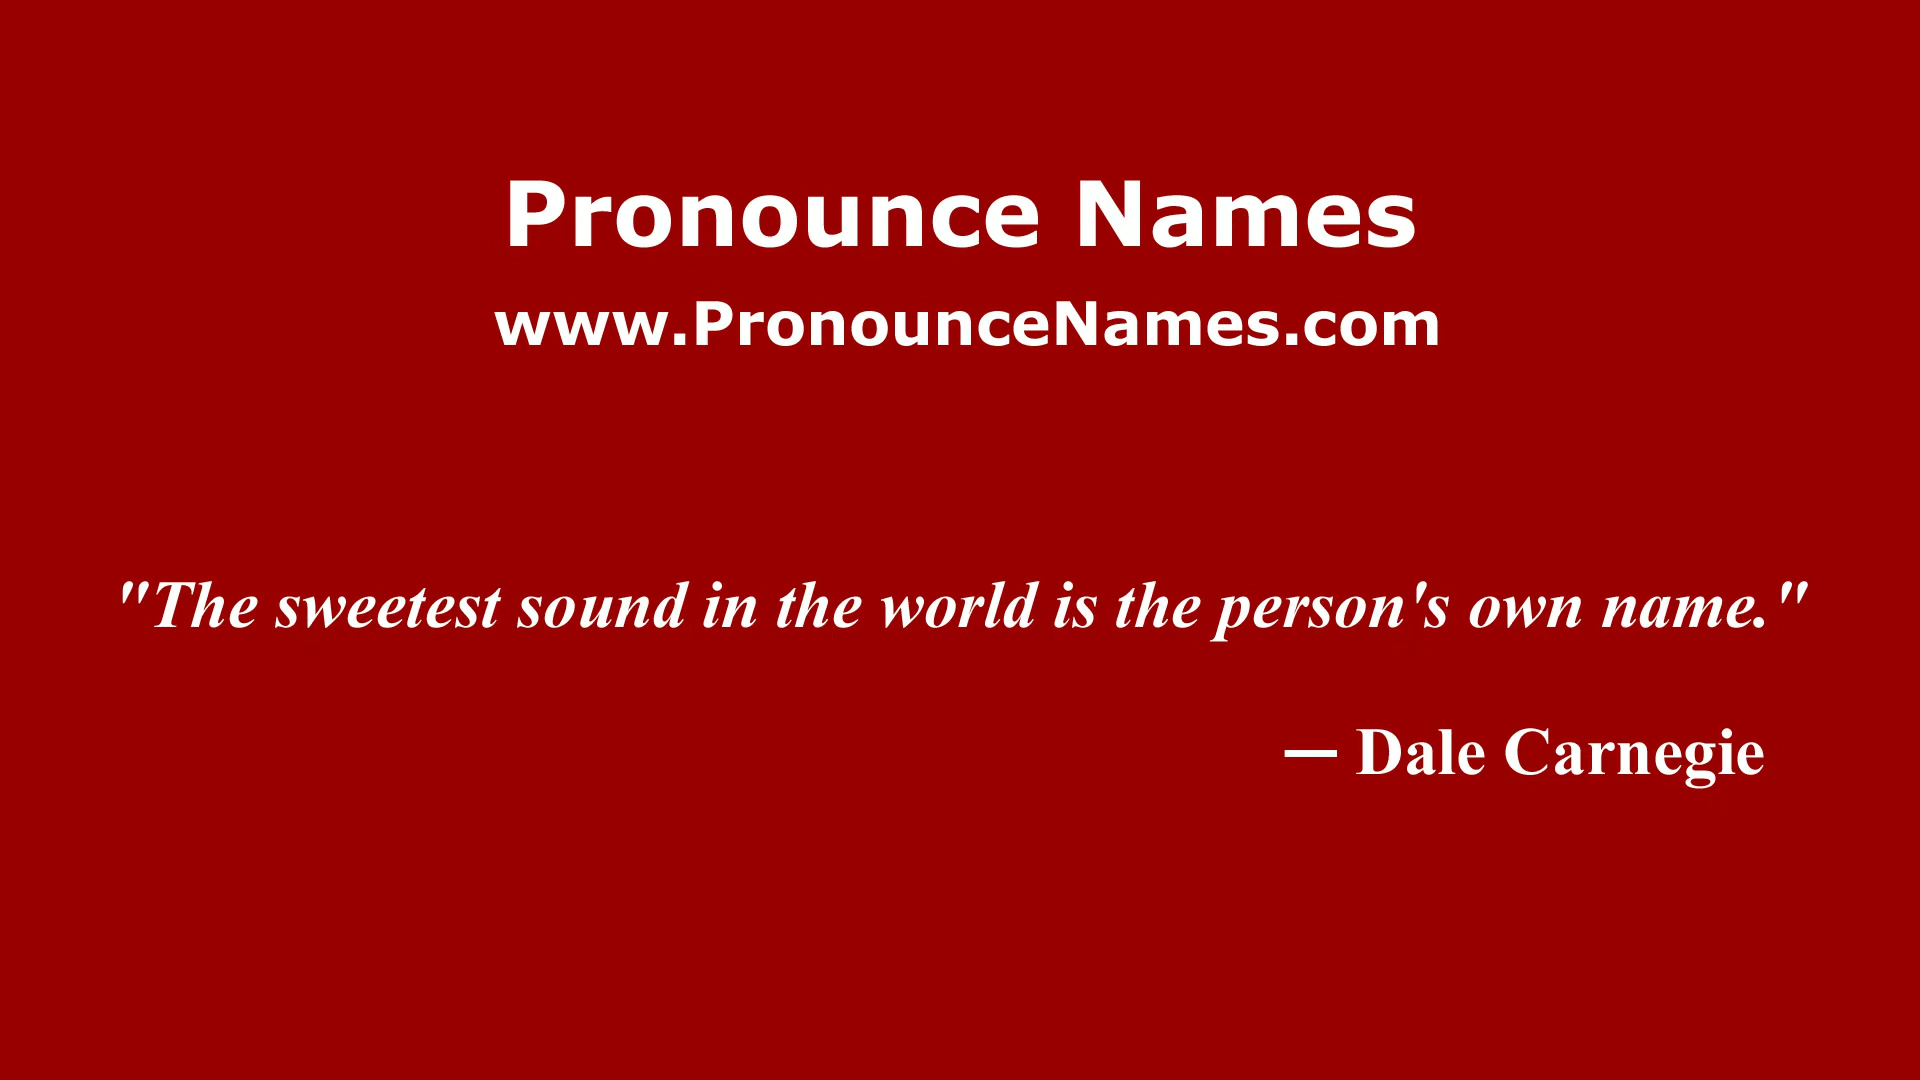 Pronounce Names
www.PronounceNames.com
"The sweetest sound in the world is the person's own name."
— Dale Carnegie